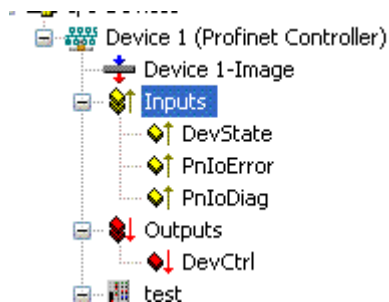 Device 1 (Profinet Controller)
Device 1-Image
Inputs
DevState
PnIoError
PnIoDiag
Outputs
DevCtrl
test